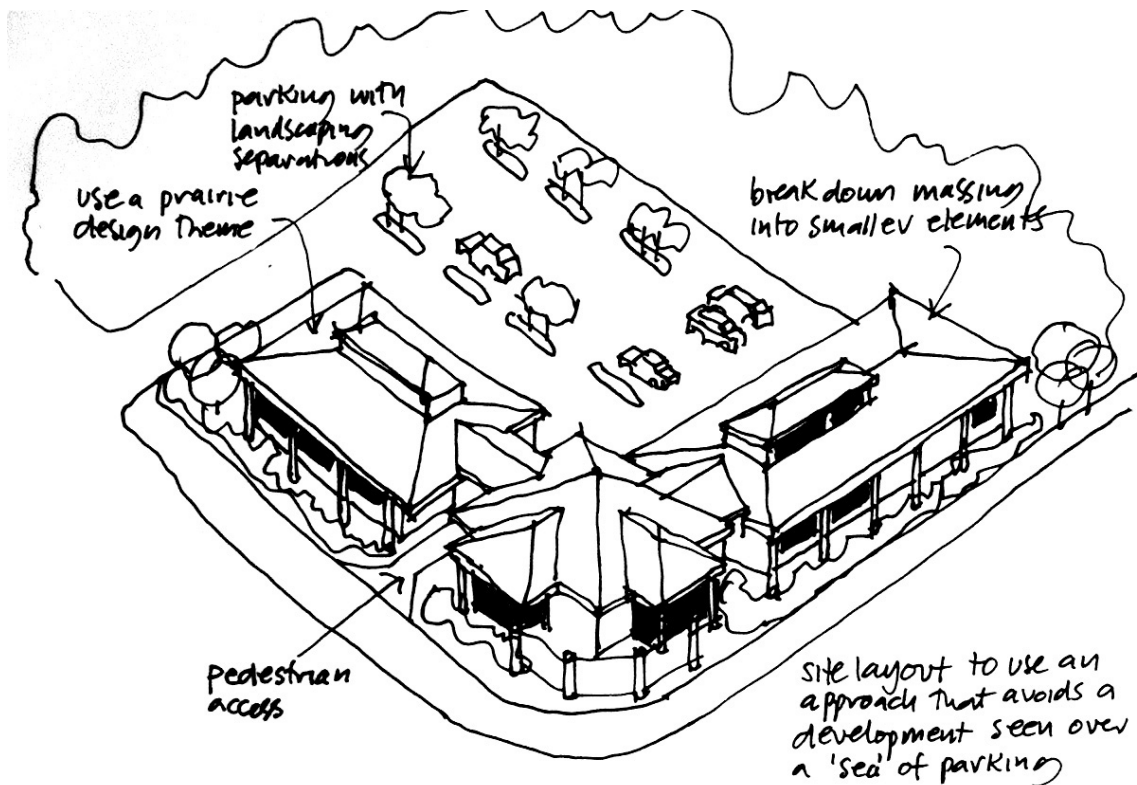 parking with
landscaping
separations
use a prairie
design theme
break down massing
into smaller elements
pedestrian
access
site layout to use an
approach that avoids a
development seen over
a 'sea' of parking